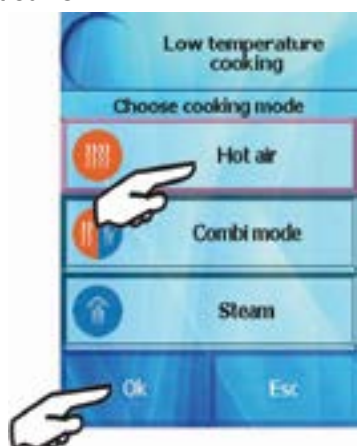 Low temperature
cooking
Choose cooking mode
Hot air
Combi mode
Steam
Ok
Esc